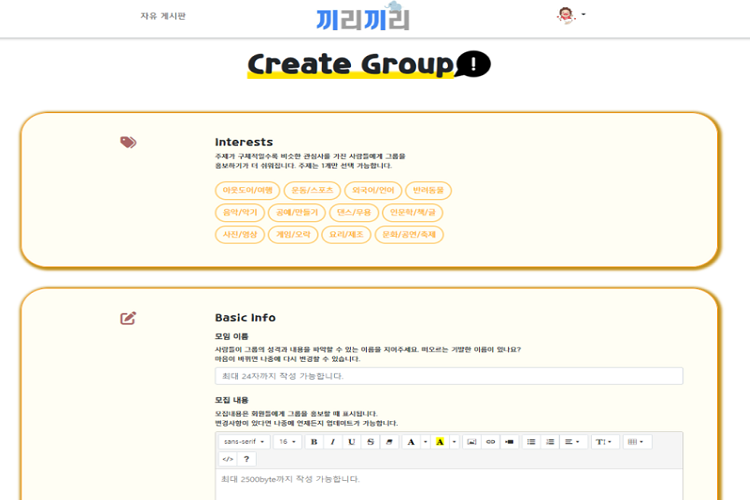 자유 게시판
끼리끼리
Create Group!
Interests
주제가 구체적일수록 비슷한 관심사를 가진 사람들에게 그룹을
홍보하기가 더 쉬워집니다. 주제는 1개만 선택 가능합니다.
아웃도어/여행 운동/스포츠 외국어/언어 반려동물
음악/악기 공예/만들기 댄스/무용 인문학/책/글
사진/영상 게임/오락 요리/제조 문화/공연/축제
Basic Info
모임 이름
사람들이 그룹의 성격과 내용을 파악할 수 있는 이름을 지어주세요. 떠오르는 기발한 이름이 있나요?
마음이 바뀌면 나중에 다시 변경할 수 있습니다.
최대 24자까지 작성 가능합니다.
모집 내용
모집내용은 회원들에게 그룹을 홍보할 때 표시됩니다.
변경사항이 있다면 나중에 언제든지 업데이트가 가능합니다.
sans-serif 16 B I U S A A T
</> ?
최대 2500byte까지 작성 가능합니다.